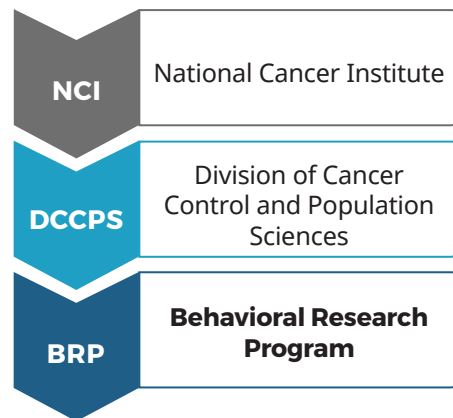 NCI
National Cancer Institute
DCCPS
Division of Cancer
Control and Population
Sciences
BRP
Behavioral Research
Program